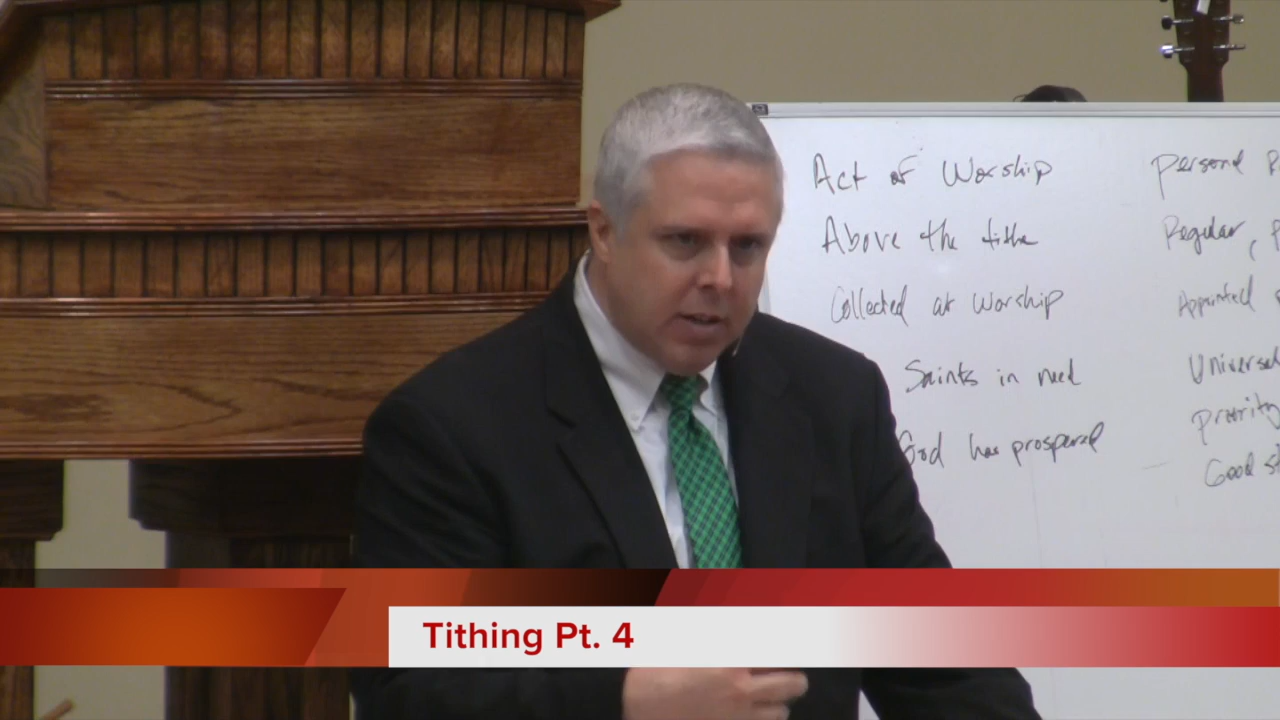 Act of Worship
Above the tithe
Collected at Worship
Saints in need
God has prospered
Personal
Regular,
Appointed
Universal
Priority
Good
Tithing Pt. 4